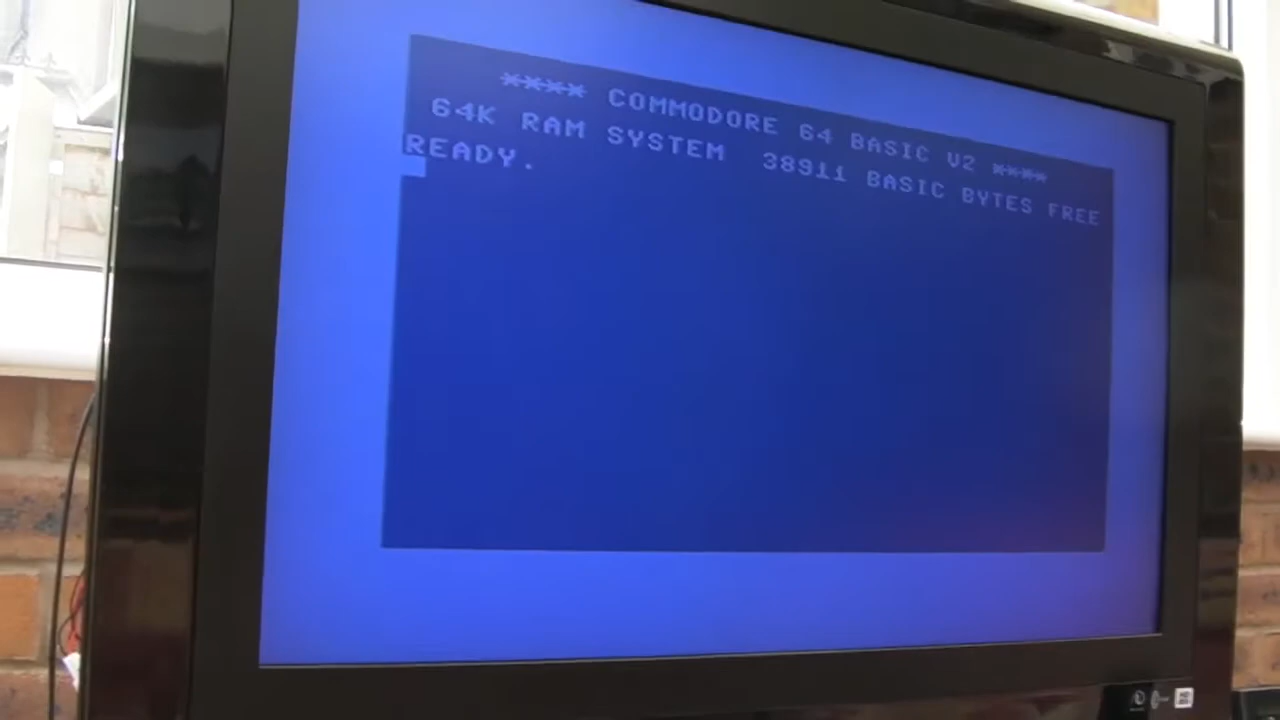 **** COMMODORE 64 BASIC V2 ****
64K RAM SYSTEM  38911 BASIC BYTES FREE
READY.